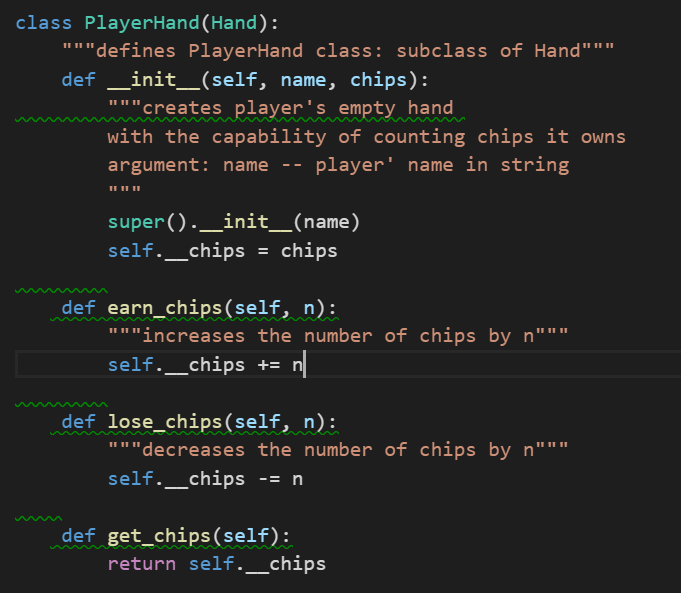 class PlayerHand(Hand):
    """defines PlayerHand class: subclass of Hand"""
    def __init__(self, name, chips):
        """creates player's empty hand
        with the capability of counting chips it owns
        argument: name -- player' name in string
        """
        super().__init__(name)
        self.__chips = chips

    def earn_chips(self, n):
        """increases the number of chips by n"""
        self.__chips += n

    def lose_chips(self, n):
        """decreases the number of chips by n"""
        self.__chips -= n

    def get_chips(self):
        return self.__chips